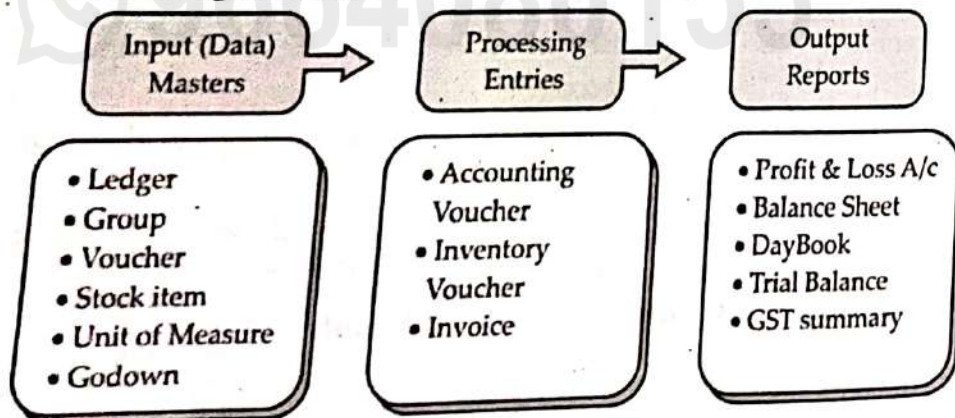 Input (Data)
Masters
Processing
Entries
Output
Reports
• Ledger
• Group
• Voucher
• Stock item
• Unit of Measure
• Godown
• Accounting
Voucher
• Inventory
Voucher
• Invoice
• Profit & Loss A/c
• Balance Sheet
• DayBook
• Trial Balance
• GST summary